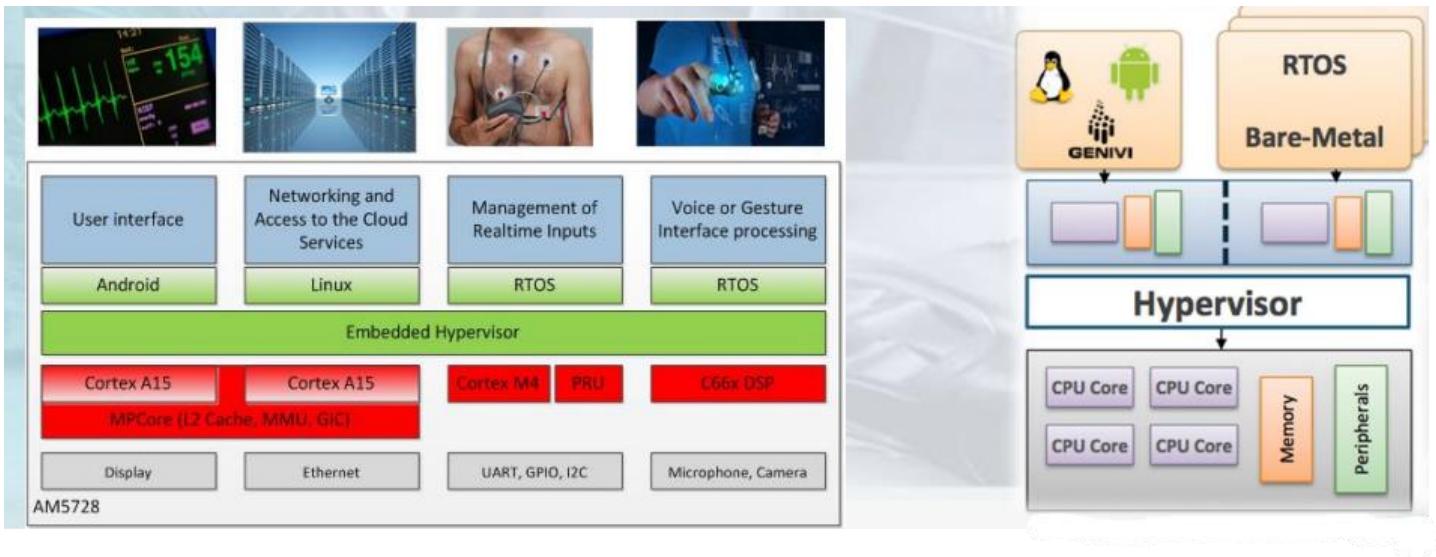 14:21
154
User interface
Networking and
Access to the Cloud
Services
Management of
Realtime Inputs
Voice or Gesture
Interface processing
Android
Linux
RTOS
RTOS
Embedded Hypervisor
Cortex A15
Cortex A15
Cortex M4
PRU
C66x DSP
MPCore (L2 Cache, MMU, GIC)
Display
Ethernet
UART, GPIO, I2C
Microphone, Camera
AM5728
GENIVI
RTOS
Bare-Metal
Hypervisor
CPU Core
CPU Core
CPU Core
CPU Core
Memory
Peripherals